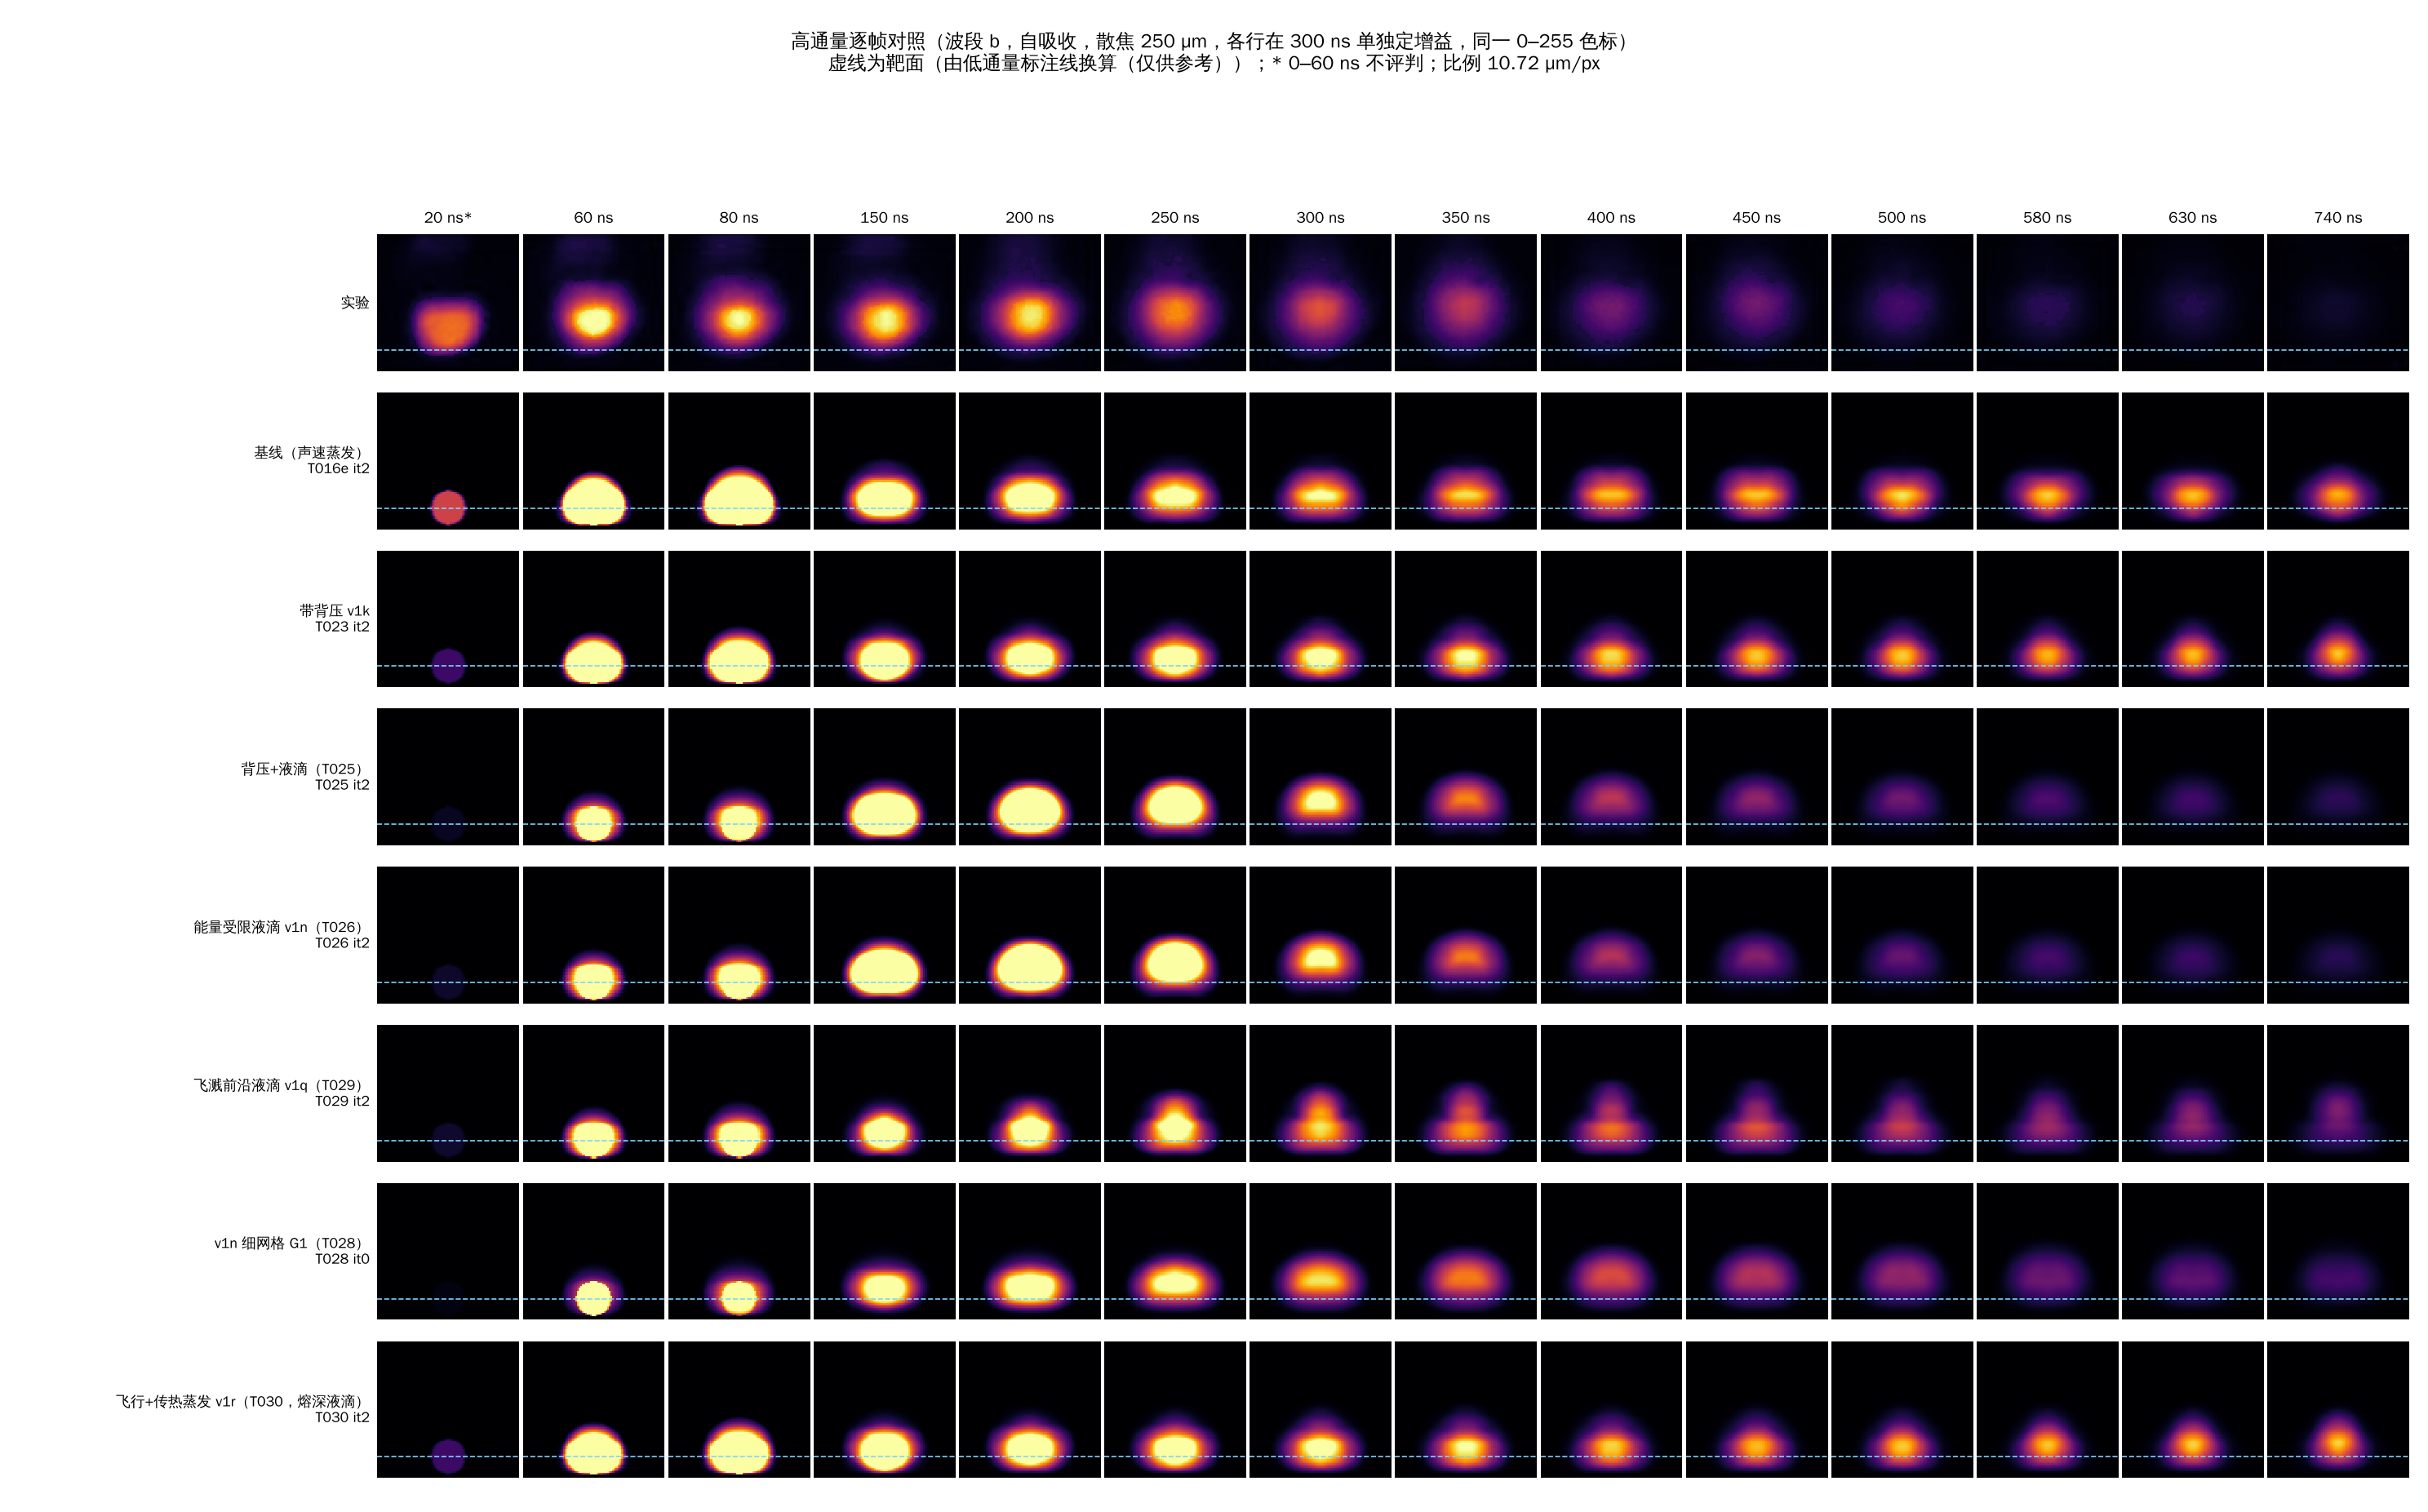 高通量逐帧对照（波段 b，自吸收，散焦 250 μm，各行在 300 ns 单独定增益，同一 0–255 色标）
虚线为靶面（由低通量标注线换算（仅供参考））；* 0–60 ns 不评判；比例 10.72 μm/px
20 ns* 60 ns 80 ns 150 ns 200 ns 250 ns 300 ns 350 ns 400 ns 450 ns 500 ns 580 ns 630 ns 740 ns
实验
基线（声速蒸发）
T016e it2
带背压 v1k
T023 it2
背压+液滴（T025）
T025 it2
能量受限液滴 v1n（T026）
T026 it2
飞溅前沿液滴 v1q（T029）
T029 it2
v1n 细网格 G1（T028）
T028 it0
飞行+传热蒸发 v1r（T030，熔深液滴）
T030 it2